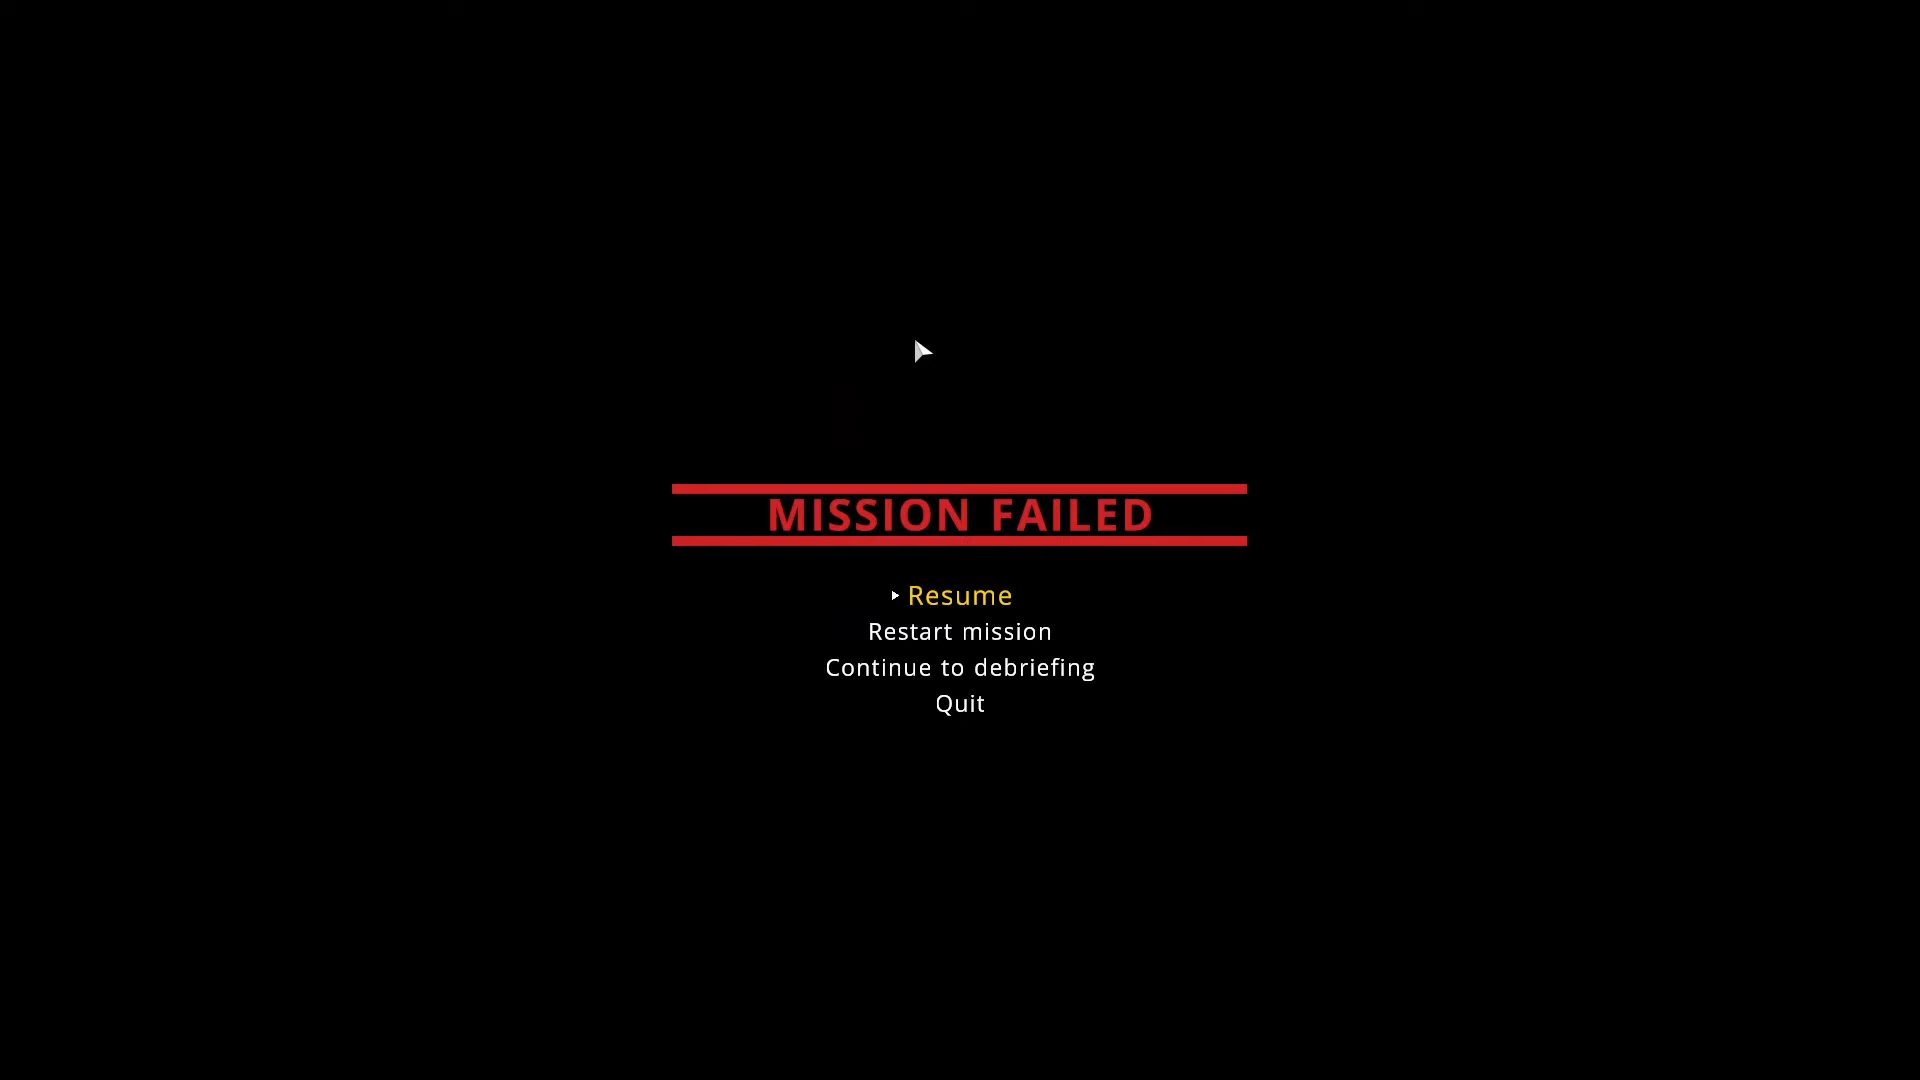 MISSION FAILED
Resume
Restart mission
Continue to debriefing
Quit